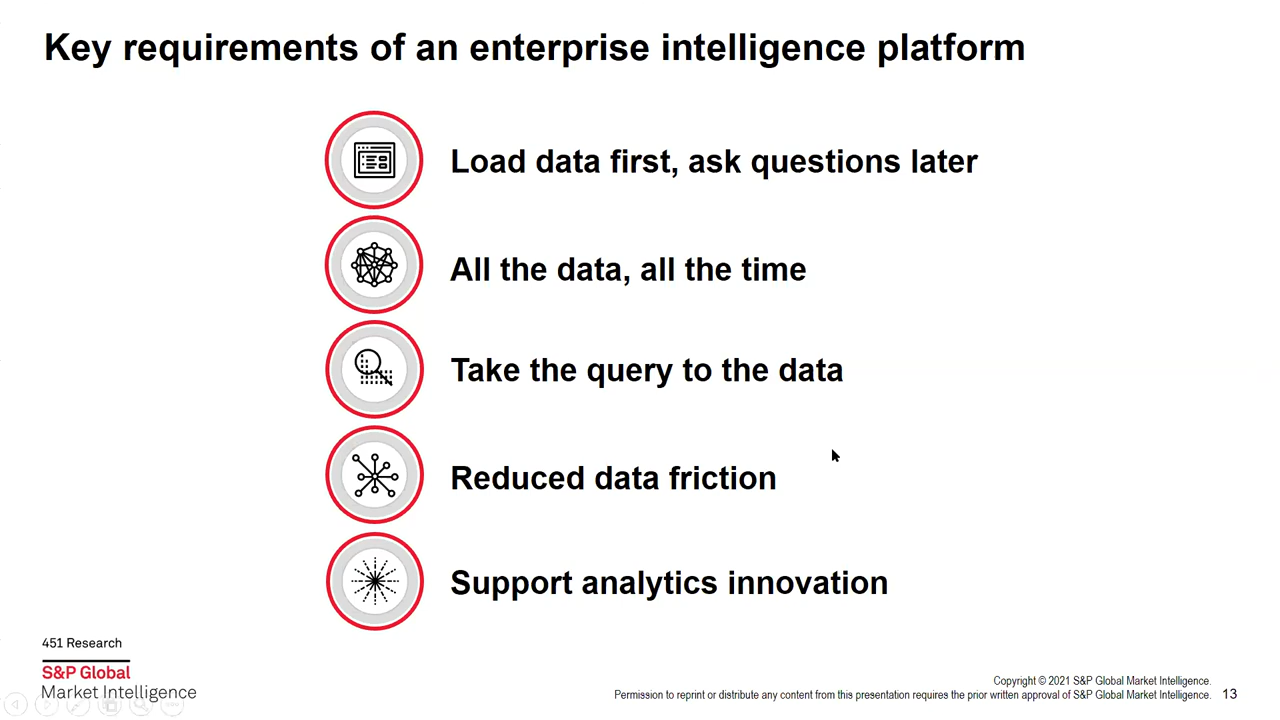 Key requirements of an enterprise intelligence platform
Load data first, ask questions later
All the data, all the time
Take the query to the data
Reduced data friction
Support analytics innovation
451 Research
S&P Global
Market Intelligence
Copyright © 2021 S&P Global Market Intelligence.
Permission to reprint or distribute any content from this presentation requires the prior written approval of S&P Global Market Intelligence.
13